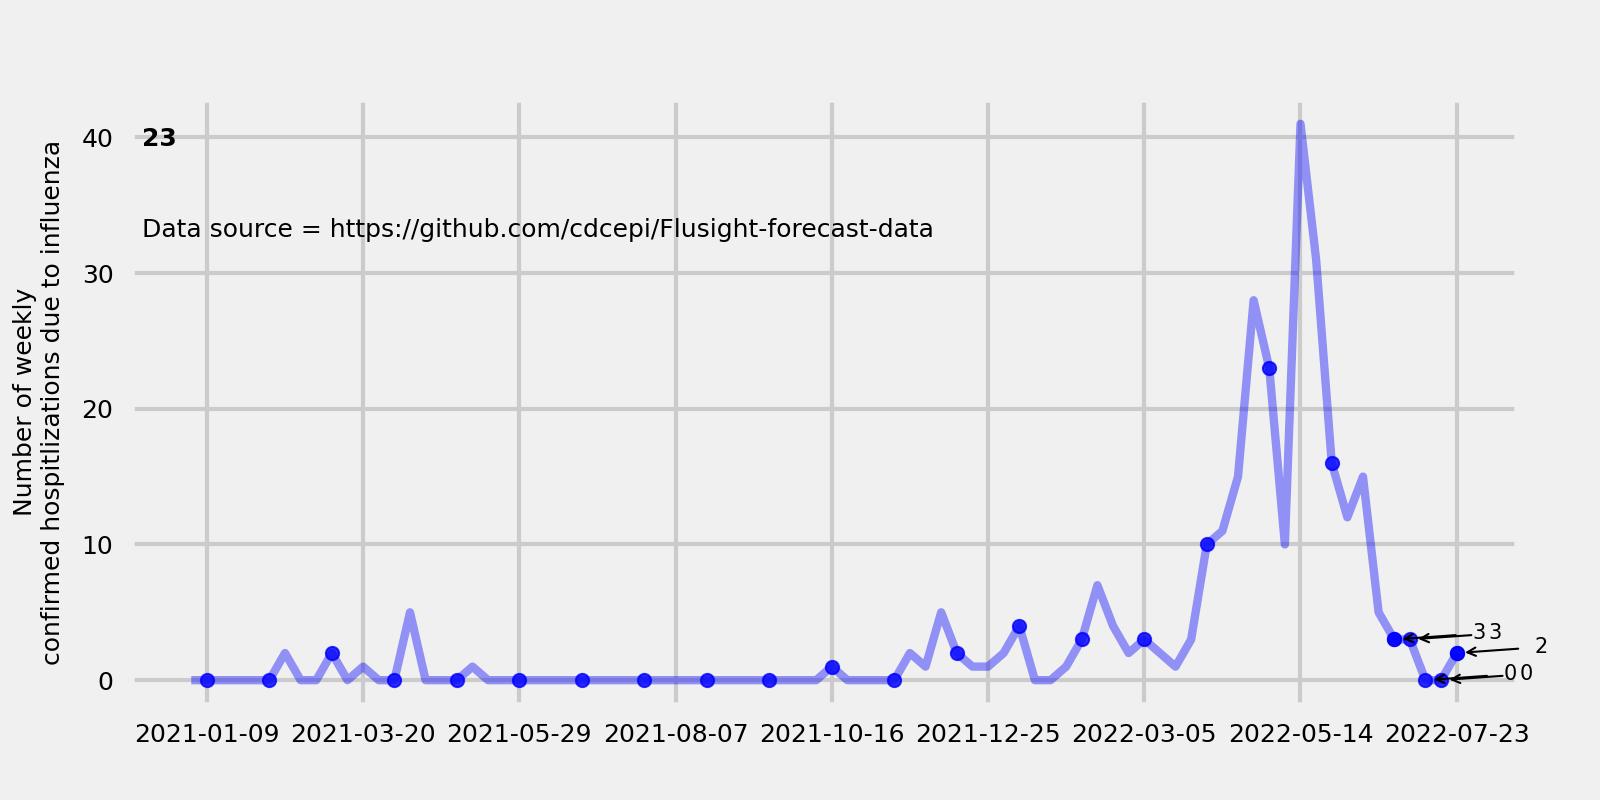 23
Data source = https://github.com/cdcepi/Flusight-forecast-data
Number of weekly
confirmed hospitlizations due to influenza
40
30
20
10
0
3 3
2
0 0
2021-01-09 2021-03-20 2021-05-29 2021-08-07 2021-10-16 2021-12-25 2022-03-05 2022-05-14 2022-07-23